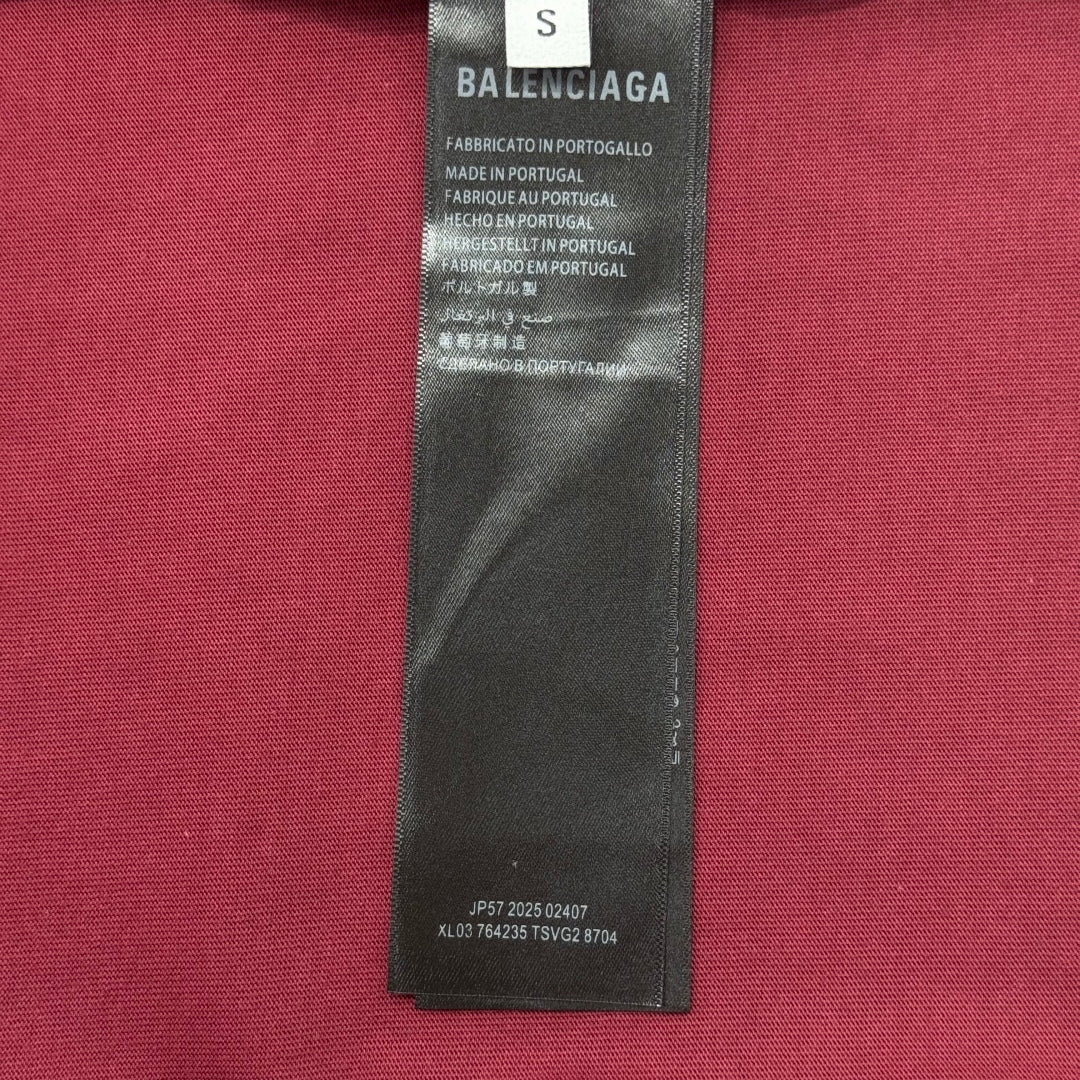 S
BALENCIAGA
FABBRICATO IN PORTOGALLO
MADE IN PORTUGAL
FABRIQUE AU PORTUGAL
HECHO EN PORTUGAL
HERGESTELLT IN PORTUGAL
FABRICADO EM PORTUGAL
ポルトガル製
صنع في البرتغال
葡萄牙制造
СДЕЛАНО В ПОРТУГАЛИИ
JP57 2025 02407
XL03 764235 TSVG2 8704